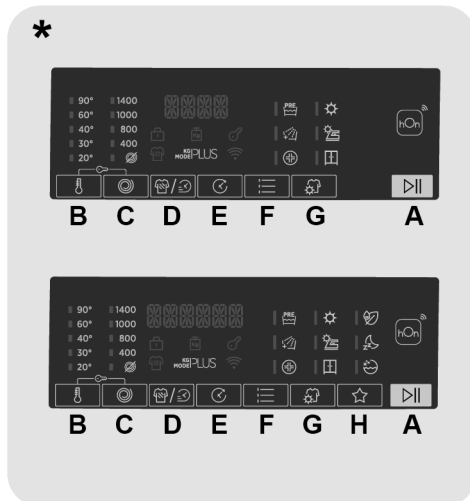 *
90° 1400
60° 1000 PRE
40° 800 hOn
30° 400 KG MODE PLUS
20°
B C D E F G A
90° 1400
60° 1000 PRE
40° 800 hOn
30° 400 KG MODE PLUS
20°
B C D E F G H A